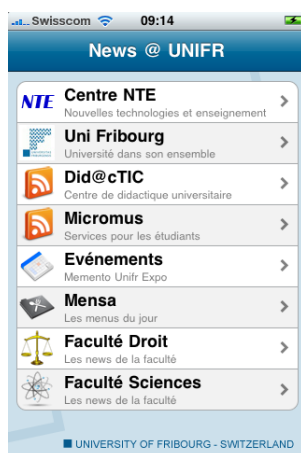 Swisscom 09:14
News @ UNIFR
NTE Centre NTE
Nouvelles technologies et enseignement
Uni Fribourg
Université dans son ensemble
Did@cTIC
Centre de didactique universitaire
Micromus
Services pour les étudiants
Evénements
Memento Unifr Expo
Mensa
Les menus du jour
Faculté Droit
Les news de la faculté
Faculté Sciences
Les news de la faculté
UNIVERSITY OF FRIBOURG - SWITZERLAND